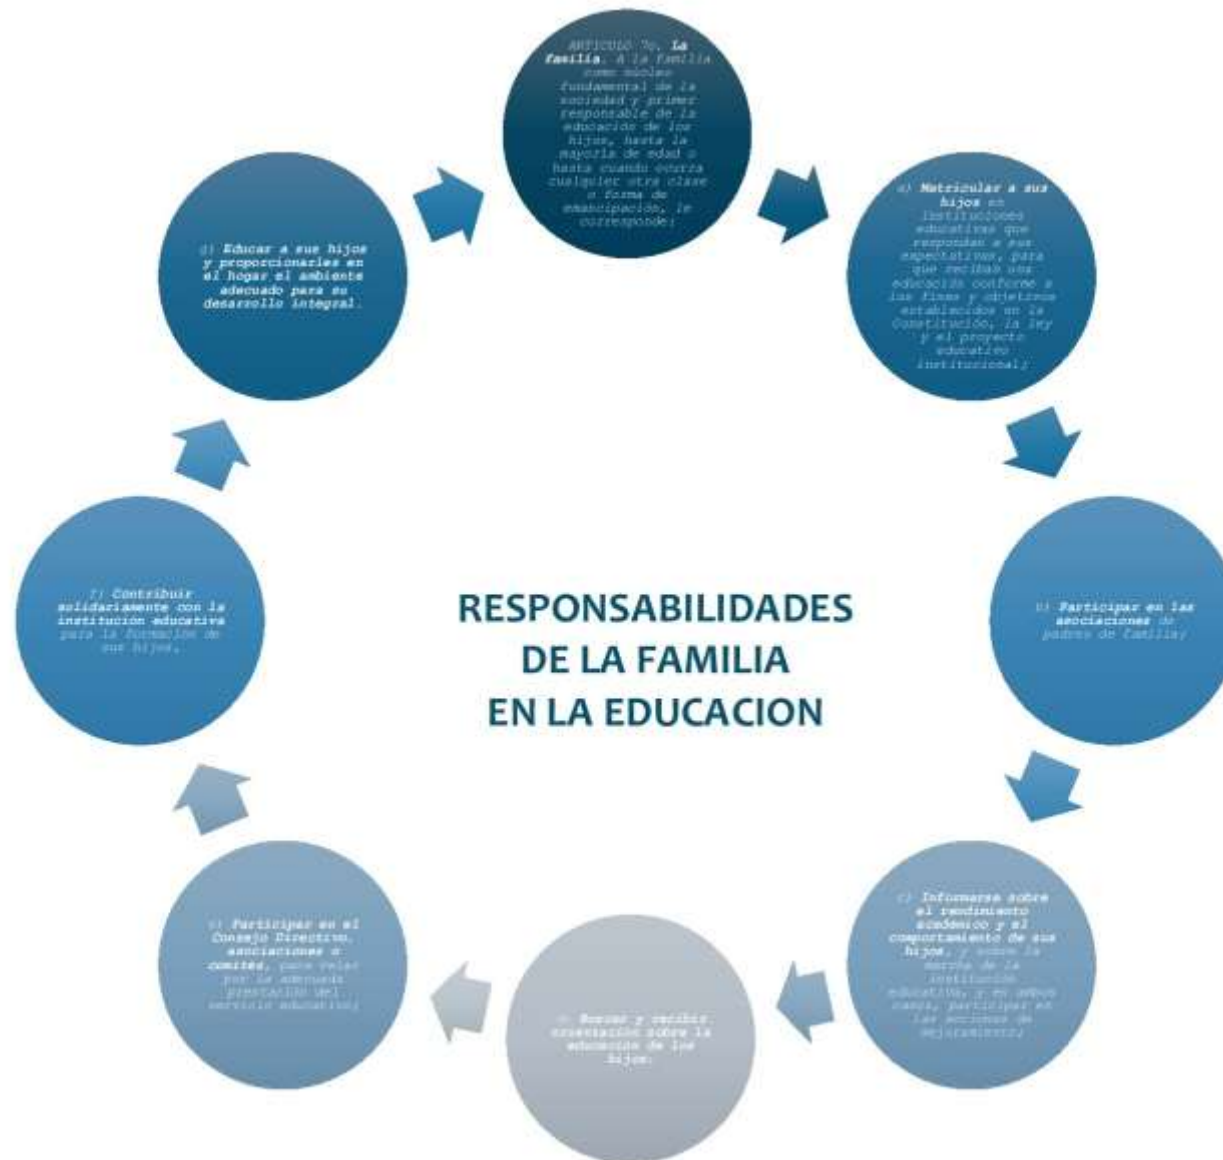 ARTICULO 7o. La
familia. A la familia
como núcleo
fundamental de la
sociedad y primer
responsable de la
educación de los
hijos, hasta la
mayoría de edad o
hasta cuando ocurra
cualquier otra clase
o forma de
emancipación, le
corresponde:
a) Matricular a sus
hijos en
instituciones
educativas que
respondan a sus
expectativas, para
que reciban una
educación conforme a
los fines y objetivos
establecidos en la
Constitución, la ley
y el proyecto
educativo
institucional;
b) Participar en las
asociaciones de
padres de familia;
c) Informarse sobre
el rendimiento
académico y el
comportamiento de sus
hijos, y sobre la
marcha de la
institución
educativa, y en ambos
casos, participar en
las acciones de
mejoramiento;
Buscar y recibir
orientación sobre la
educación de los
hijos;
e) Participar en el
Consejo Directivo,
asociaciones o
comités, para velar
por la adecuada
prestación del
servicio educativo;
f) Contribuir
solidariamente con la
institución educativa
para la formación de
sus hijos,
g) Educar a sus hijos
y proporcionarles en
el hogar el ambiente
adecuado para su
desarrollo integral.
RESPONSABILIDADES
DE LA FAMILIA
EN LA EDUCACION